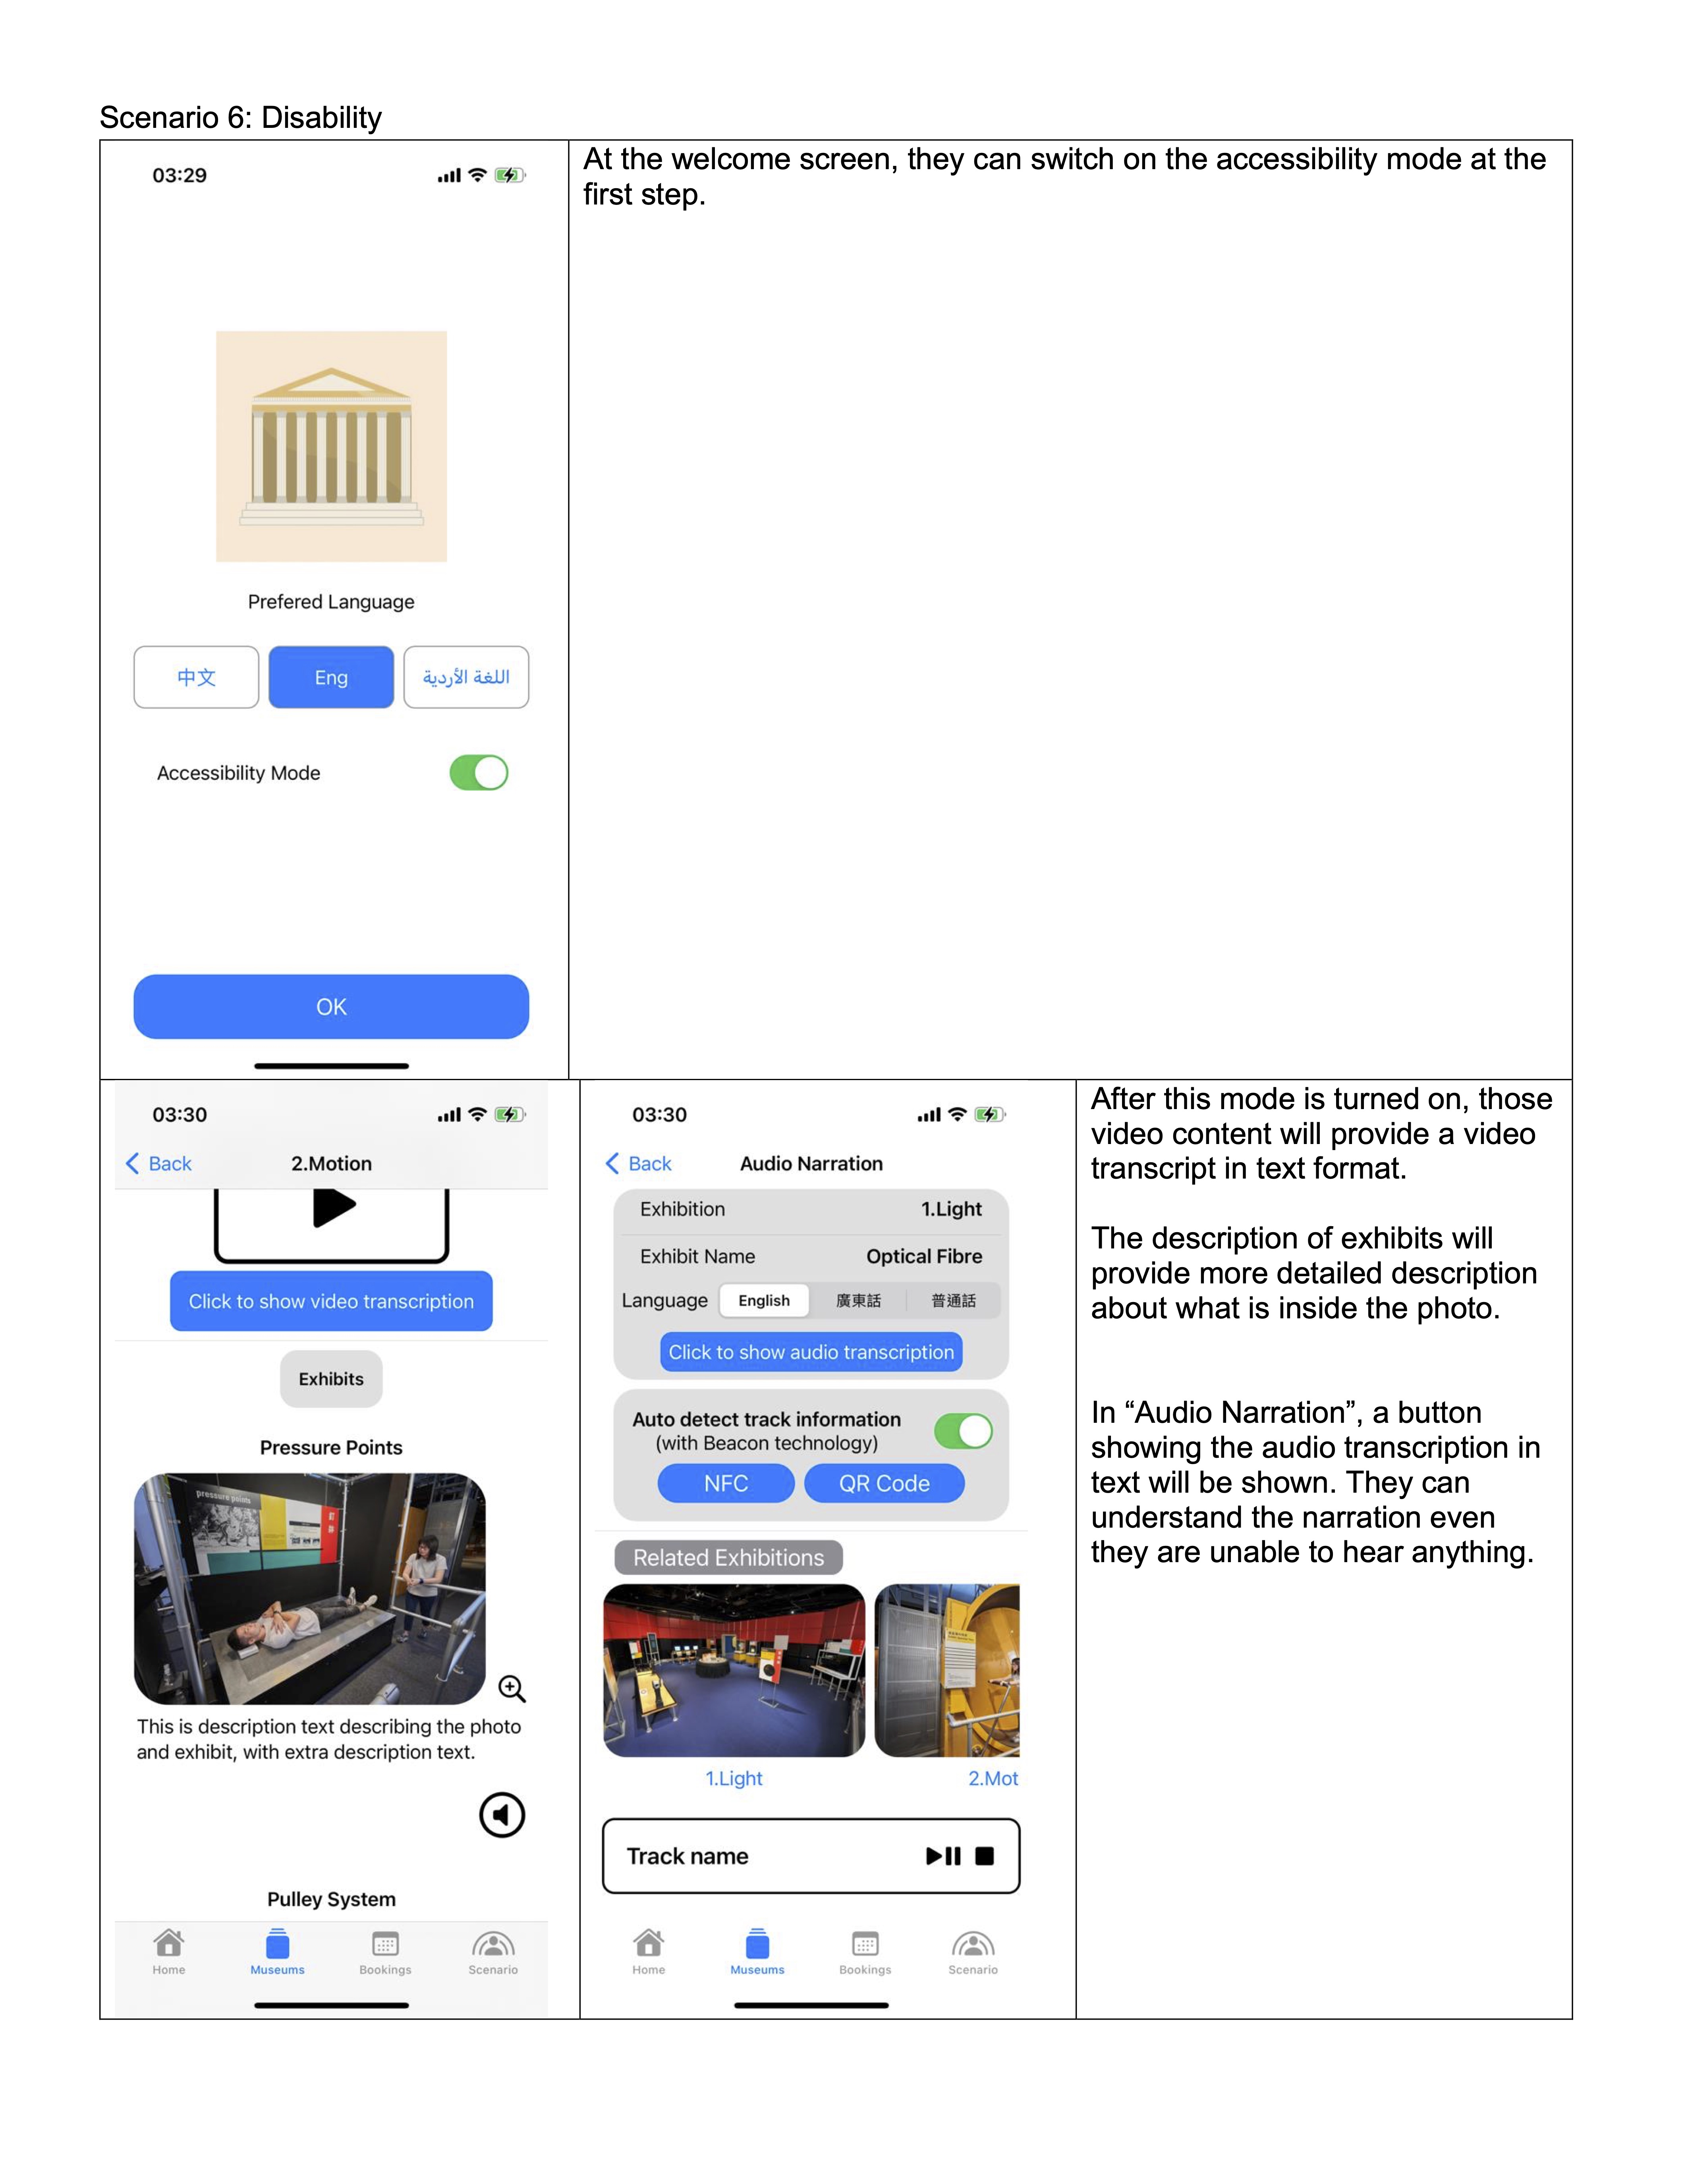 Scenario 6: Disability
03:29
Prefered Language
中文
Eng
اللغة الأردية
Accessibility Mode
OK
At the welcome screen, they can switch on the accessibility mode at the
first step.
03:30
Back
2.Motion
Click to show video transcription
Exhibits
Pressure Points
pressure points
This is description text describing the photo
and exhibit, with extra description text.
Pulley System
Home
Museums
Bookings
Scenario
03:30
Back
Audio Narration
Exhibition
1.Light
Exhibit Name
Optical Fibre
Language
English
廣東話
普通話
Click to show audio transcription
Auto detect track information
(with Beacon technology)
NFC
QR Code
Related Exhibitions
1.Light
2.Mot
Track name
Home
Museums
Bookings
Scenario
After this mode is turned on, those
video content will provide a video
transcript in text format.
The description of exhibits will
provide more detailed description
about what is inside the photo.
In “Audio Narration”, a button
showing the audio transcription in
text will be shown. They can
understand the narration even
they are unable to hear anything.